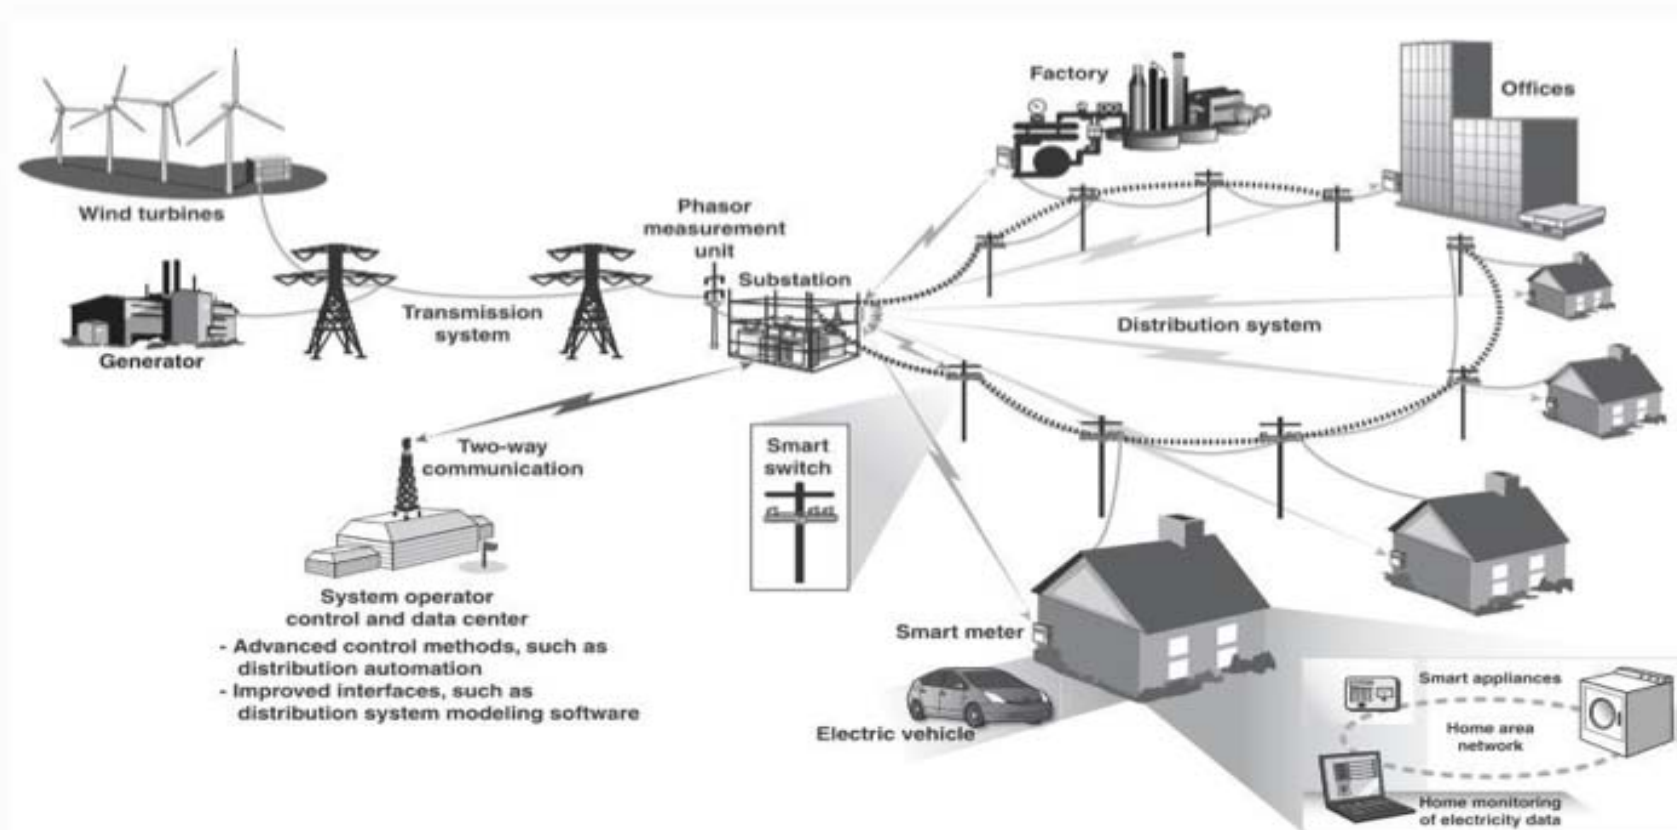 Factory
Offices
Wind turbines
Phasor
measurement
unit
Substation
Transmission
system
Distribution system
Generator
Two-way
communication
Smart
switch
System operator
control and data center
- Advanced control methods, such as
distribution automation
- Improved interfaces, such as
distribution system modeling software
Smart meter
Electric vehicle
Smart appliances
Home area
network
Home monitoring
of electricity data